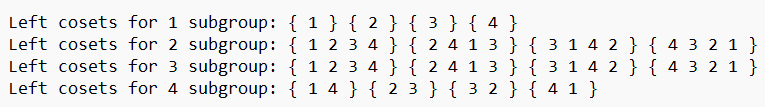 Left cosets for 1 subgroup: { 1 } { 2 } { 3 } { 4 }
Left cosets for 2 subgroup: { 1 2 3 4 } { 2 4 1 3 } { 3 1 4 2 } { 4 3 2 1 }
Left cosets for 3 subgroup: { 1 2 3 4 } { 2 4 1 3 } { 3 1 4 2 } { 4 3 2 1 }
Left cosets for 4 subgroup: { 1 4 } { 2 3 } { 3 2 } { 4 1 }